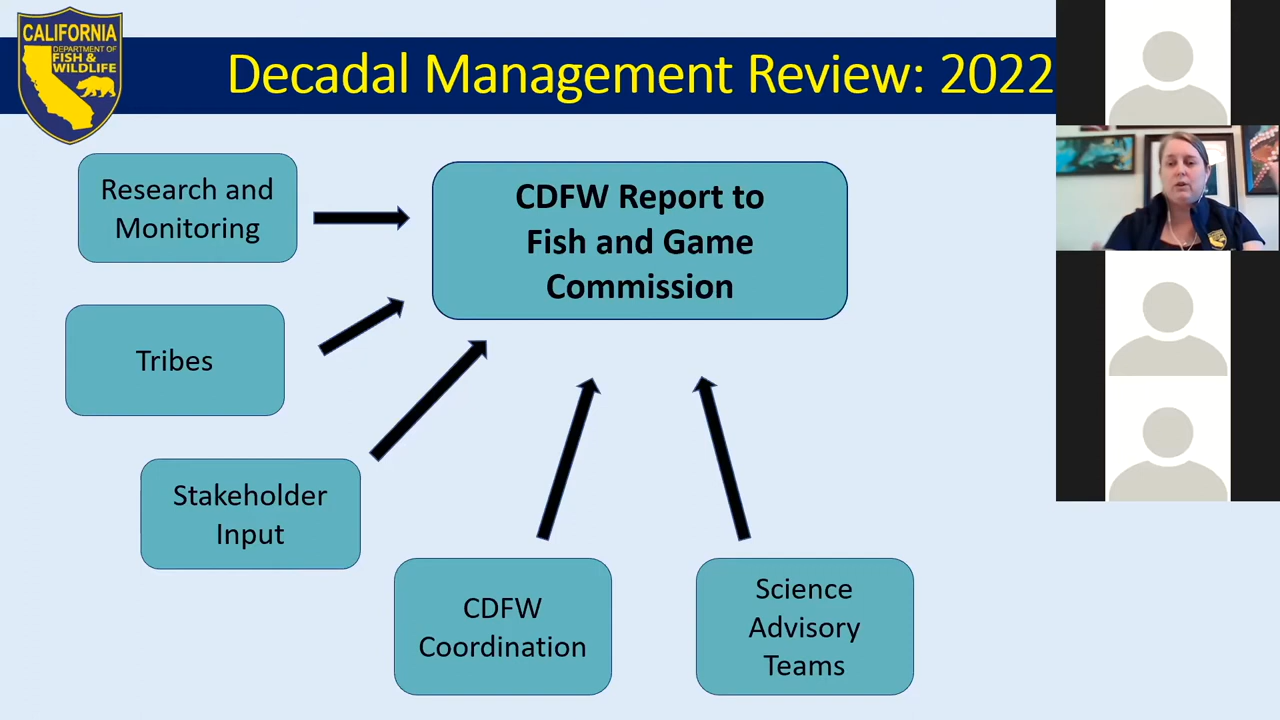 CALIFORNIA
DEPARTMENT OF
FISH &
WILDLIFE
Decadal Management Review: 2022
Research and
Monitoring
CDFW Report to
Fish and Game
Commission
Tribes
Stakeholder
Input
CDFW
Coordination
Science
Advisory
Teams